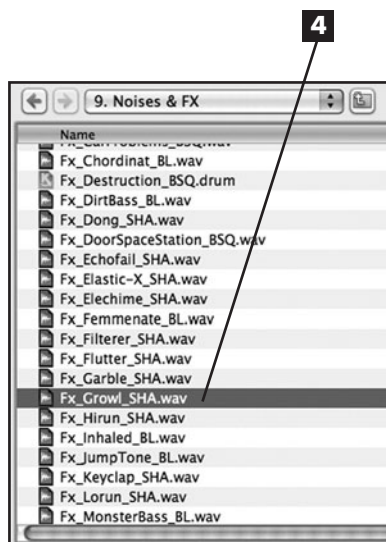 4
9. Noises & FX
Name
Fx_CarProblems_BSQ.wav
Fx_Chordinat_BL.wav
Fx_Destruction_BSQ.drum
Fx_DirtBass_BL.wav
Fx_Dong_SHA.wav
Fx_DoorSpaceStation_BSQ.wav
Fx_Echofail_SHA.wav
Fx_Elastic-X_SHA.wav
Fx_Elechime_SHA.wav
Fx_Femmenate_BL.wav
Fx_Filterer_SHA.wav
Fx_Flutter_SHA.wav
Fx_Garble_SHA.wav
Fx_Growl_SHA.wav
Fx_Hirun_SHA.wav
Fx_Inhaled_BL.wav
Fx_JumpTone_BL.wav
Fx_Keyclap_SHA.wav
Fx_Lorun_SHA.wav
Fx_MonsterBass_BL.wav